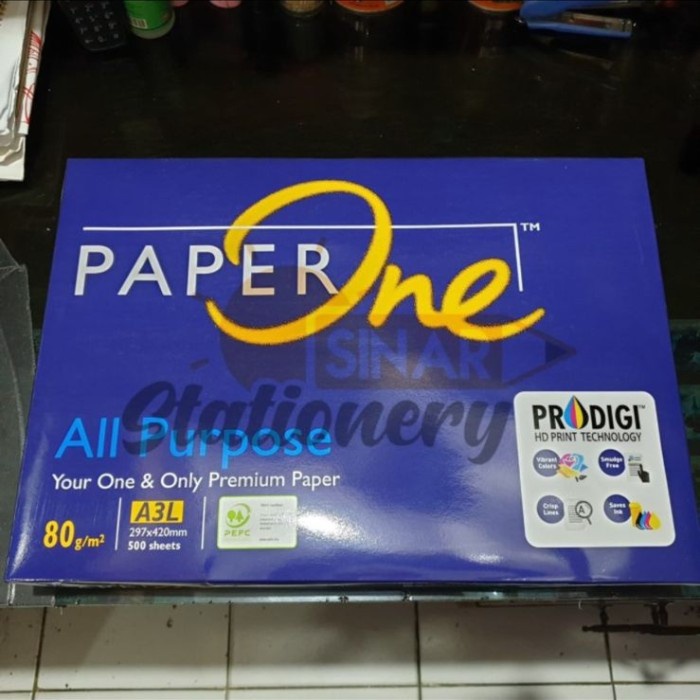 PAPER One™
SINAR
Stationery
All Purpose
Your One & Only Premium Paper
80g/m²
A3L
297x420mm
500 sheets
PEFC
PRODIGI™
HD PRINT TECHNOLOGY
Vibrant Colors
Smudge Free
Crisp Lines
Saves Ink